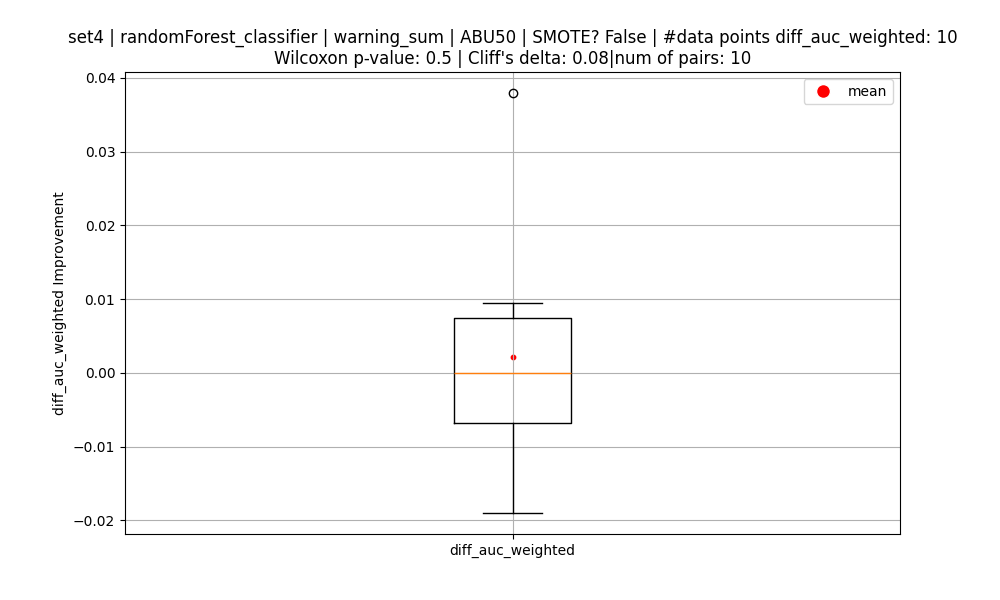 set4 | randomForest_classifier | warning_sum | ABU50 | SMOTE? False | #data points diff_auc_weighted: 10
Wilcoxon p-value: 0.5 | Cliff's delta: 0.08|num of pairs: 10
mean
diff_auc_weighted Improvement
0.04
0.03
0.02
0.01
0.00
−0.01
−0.02
diff_auc_weighted